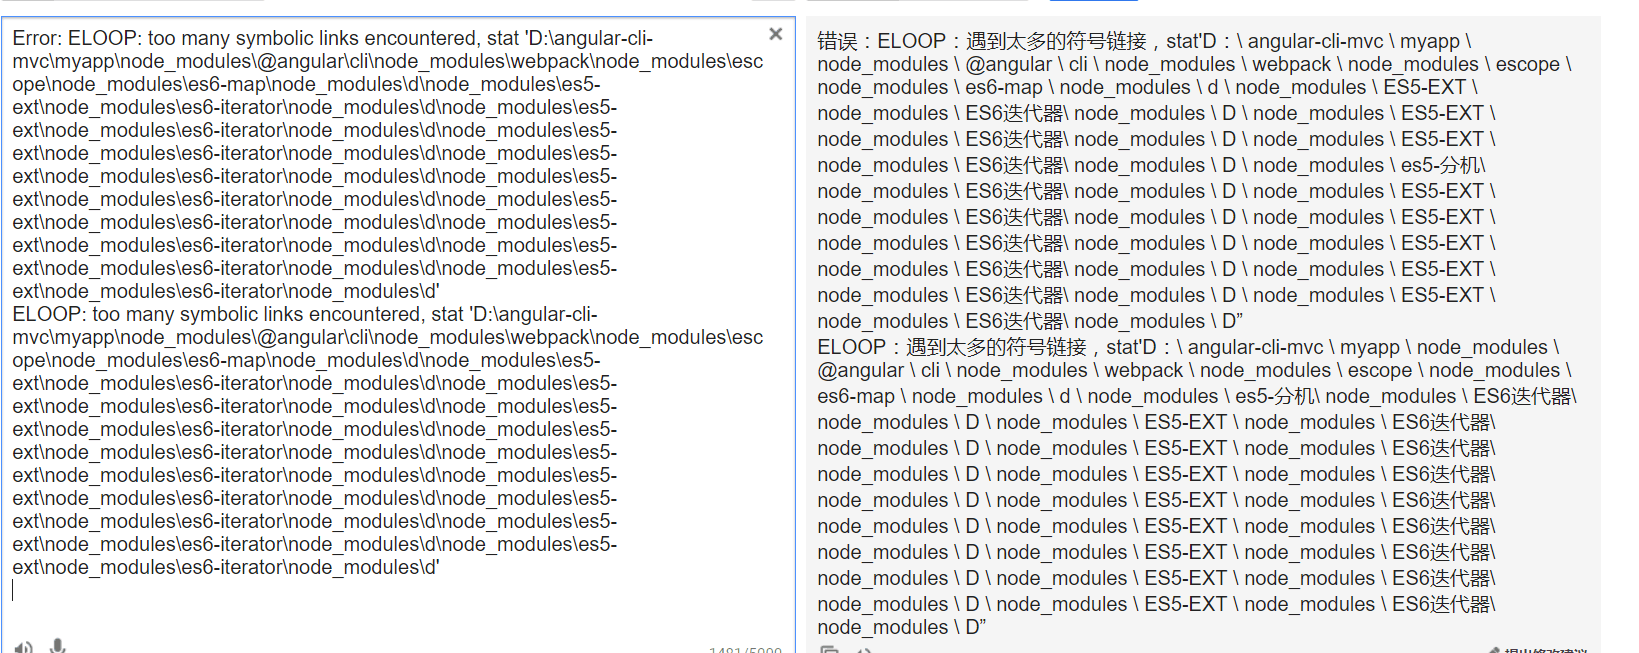 Error: ELOOP: too many symbolic links encountered, stat 'D:\angular-cli-
mvc\myapp\node_modules\@angular\cli\node_modules\webpack\node_modules\esc
ope\node_modules\es6-map\node_modules\d\node_modules\es5-
ext\node_modules\es6-iterator\node_modules\d\node_modules\es5-
ext\node_modules\es6-iterator\node_modules\d\node_modules\es5-
ext\node_modules\es6-iterator\node_modules\d\node_modules\es5-
ext\node_modules\es6-iterator\node_modules\d\node_modules\es5-
ext\node_modules\es6-iterator\node_modules\d\node_modules\es5-
ext\node_modules\es6-iterator\node_modules\d\node_modules\es5-
ext\node_modules\es6-iterator\node_modules\d\node_modules\es5-
ext\node_modules\es6-iterator\node_modules\d\node_modules\es5-
ext\node_modules\es6-iterator\node_modules\d'
ELOOP: too many symbolic links encountered, stat 'D:\angular-cli-
mvc\myapp\node_modules\@angular\cli\node_modules\webpack\node_modules\esc
ope\node_modules\es6-map\node_modules\d\node_modules\es5-
ext\node_modules\es6-iterator\node_modules\d\node_modules\es5-
ext\node_modules\es6-iterator\node_modules\d\node_modules\es5-
ext\node_modules\es6-iterator\node_modules\d\node_modules\es5-
ext\node_modules\es6-iterator\node_modules\d\node_modules\es5-
ext\node_modules\es6-iterator\node_modules\d\node_modules\es5-
ext\node_modules\es6-iterator\node_modules\d\node_modules\es5-
ext\node_modules\es6-iterator\node_modules\d\node_modules\es5-
ext\node_modules\es6-iterator\node_modules\d\node_modules\es5-
ext\node_modules\es6-iterator\node_modules\d'
1481/5000
错误：ELOOP：遇到太多的符号链接，stat'D：\ angular-cli-mvc \ myapp \
node_modules \ @angular \ cli \ node_modules \ webpack \ node_modules \ escope \
node_modules \ es6-map \ node_modules \ d \ node_modules \ ES5-EXT \
node_modules \ ES6迭代器\ node_modules \ D \ node_modules \ ES5-EXT \
node_modules \ ES6迭代器\ node_modules \ D \ node_modules \ ES5-EXT \
node_modules \ ES6迭代器\ node_modules \ D \ node_modules \ es5-分机\
node_modules \ ES6迭代器\ node_modules \ D \ node_modules \ ES5-EXT \
node_modules \ ES6迭代器\ node_modules \ D \ node_modules \ ES5-EXT \
node_modules \ ES6迭代器\ node_modules \ D \ node_modules \ ES5-EXT \
node_modules \ ES6迭代器\ node_modules \ D \ node_modules \ ES5-EXT \
node_modules \ ES6迭代器\ node_modules \ D \ node_modules \ ES5-EXT \
node_modules \ ES6迭代器\ node_modules \ D”
ELOOP：遇到太多的符号链接，stat'D：\ angular-cli-mvc \ myapp \ node_modules \
@angular \ cli \ node_modules \ webpack \ node_modules \ escope \ node_modules \
es6-map \ node_modules \ d \ node_modules \ es5-分机\ node_modules \ ES6迭代器\
node_modules \ D \ node_modules \ ES5-EXT \ node_modules \ ES6迭代器\
node_modules \ D \ node_modules \ ES5-EXT \ node_modules \ ES6迭代器\
node_modules \ D \ node_modules \ ES5-EXT \ node_modules \ ES6迭代器\
node_modules \ D \ node_modules \ ES5-EXT \ node_modules \ ES6迭代器\
node_modules \ D \ node_modules \ ES5-EXT \ node_modules \ ES6迭代器\
node_modules \ D \ node_modules \ ES5-EXT \ node_modules \ ES6迭代器\
node_modules \ D \ node_modules \ ES5-EXT \ node_modules \ ES6迭代器\
node_modules \ D \ node_modules \ ES5-EXT \ node_modules \ ES6迭代器\
node_modules \ D”
提出修改建议